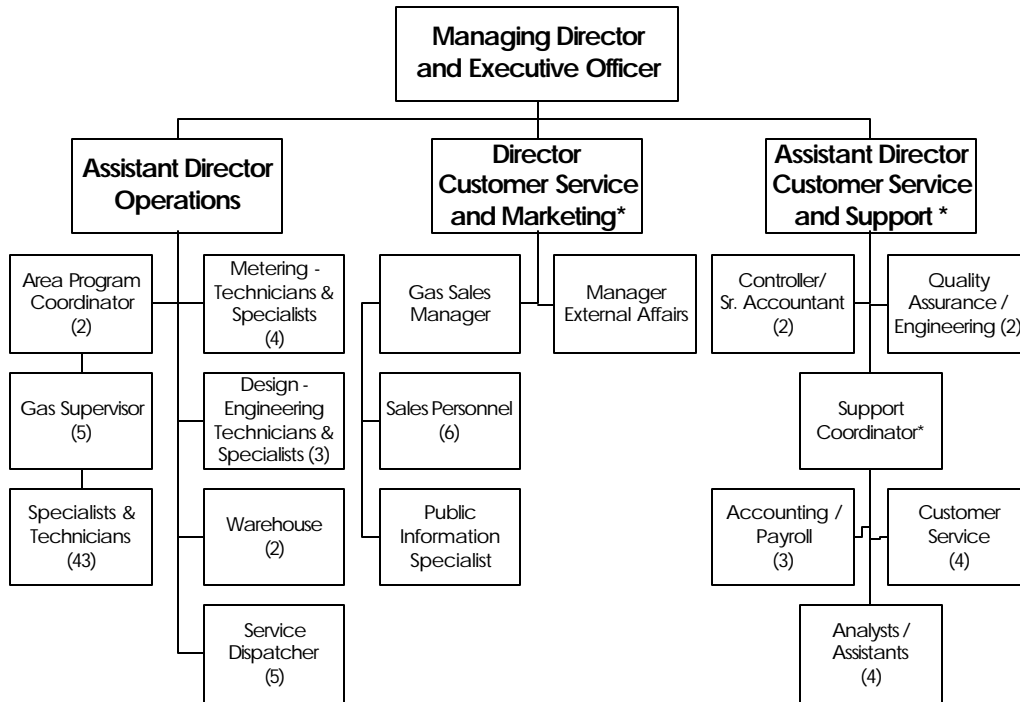 Managing Director
and Executive Officer
Assistant Director
Operations
Director
Customer Service
and Marketing*
Assistant Director
Customer Service
and Support *
Area Program
Coordinator
(2)
Metering -
Technicians &
Specialists
(4)
Gas Sales
Manager
Manager
External Affairs
Controller/
Sr. Accountant
(2)
Quality
Assurance /
Engineering (2)
Gas Supervisor
(5)
Design -
Engineering
Technicians &
Specialists (3)
Sales Personnel
(6)
Support
Coordinator*
Specialists &
Technicians
(43)
Warehouse
(2)
Public
Information
Specialist
Accounting /
Payroll
(3)
Customer
Service
(4)
Service
Dispatcher
(5)
Analysts /
Assistants
(4)